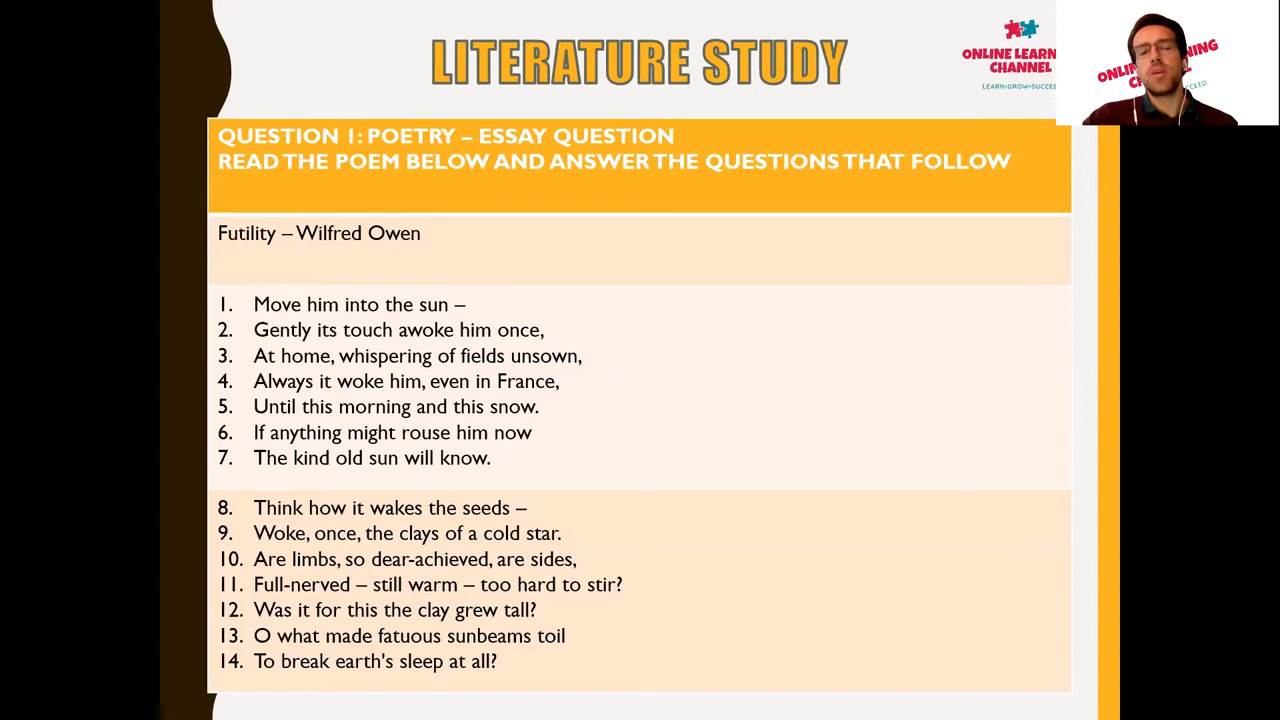 LITERATURE STUDY
ONLINE LEARN
CHANNEL
LEARN•GROW•SUCCEE
QUESTION 1: POETRY – ESSAY QUESTION
READ THE POEM BELOW AND ANSWER THE QUESTIONS THAT FOLLOW
Futility – Wilfred Owen
1. Move him into the sun –
2. Gently its touch awoke him once,
3. At home, whispering of fields unsown,
4. Always it woke him, even in France,
5. Until this morning and this snow.
6. If anything might rouse him now
7. The kind old sun will know.
8. Think how it wakes the seeds –
9. Woke, once, the clays of a cold star.
10. Are limbs, so dear-achieved, are sides,
11. Full-nerved – still warm – too hard to stir?
12. Was it for this the clay grew tall?
13. O what made fatuous sunbeams toil
14. To break earth's sleep at all?